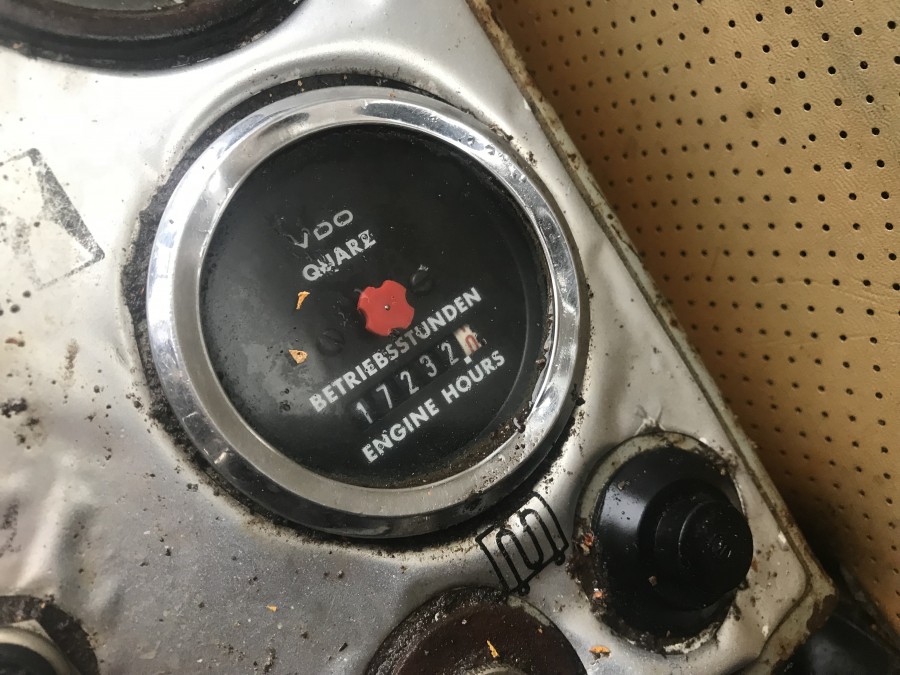 VDO
QUARZ
BETRIEBSSTUNDEN
17232
ENGINE HOURS